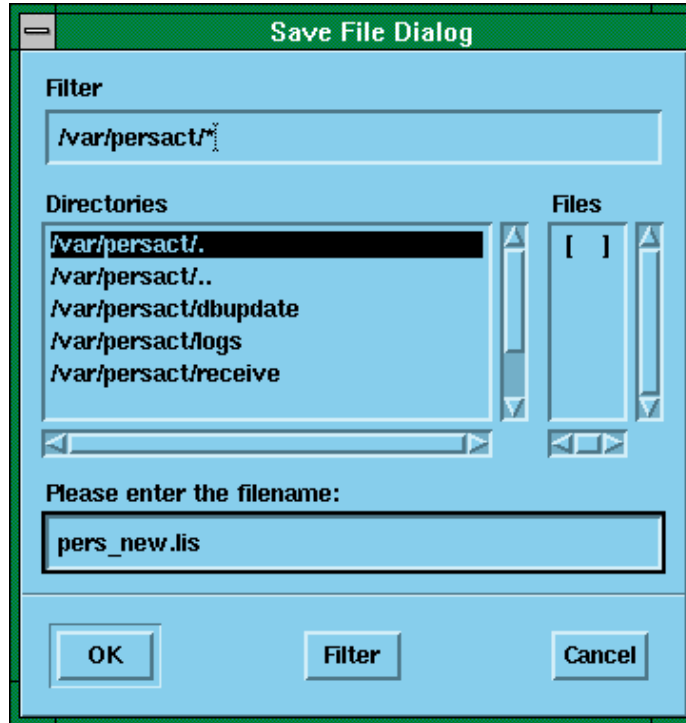 Save File Dialog
Filter
/var/persact/*
Directories
Files
/var/persact/.
[ ]
/var/persact/..
/var/persact/dbupdate
/var/persact/logs
/var/persact/receive
Please enter the filename:
pers_new.lis
OK
Filter
Cancel